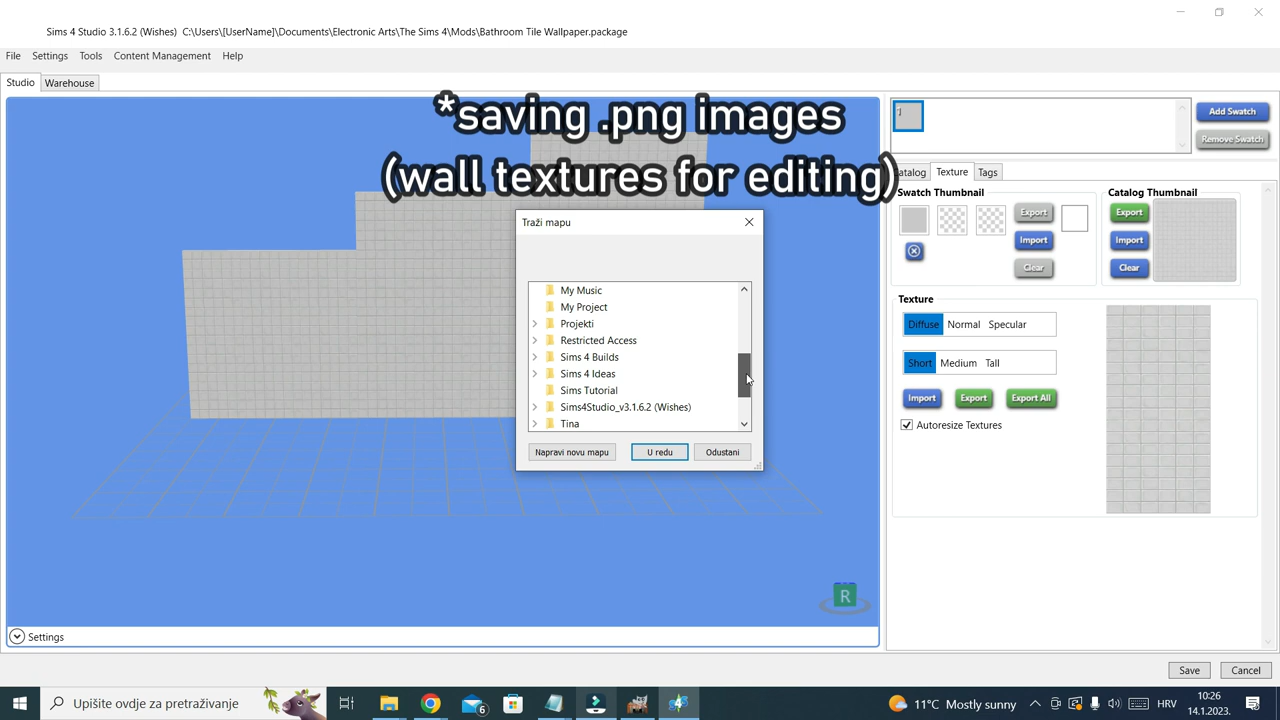 Sims 4 Studio 3.1.6.2 (Wishes) C:\Users\[UserName]\Documents\Electronic Arts\The Sims 4\Mods\Bathroom Tile Wallpaper.package
File Settings Tools Content Management Help
Studio Warehouse
*saving .png images
(wall textures for editing)
1
Add Swatch
Remove Swatch
atalog Texture Tags
Swatch Thumbnail
Export
Import
Clear
Catalog Thumbnail
Export
Import
Clear
Traži mapu
My Music
My Project
Projekti
Restricted Access
Sims 4 Builds
Sims 4 Ideas
Sims Tutorial
Sims4Studio_v3.1.6.2 (Wishes)
Tina
Napravi novu mapu U redu Odustani
Texture
Diffuse Normal Specular
Short Medium Tall
Import Export Export All
Autoresize Textures
R
Settings
Save Cancel
Upišite ovdje za pretraživanje
6
11°C Mostly sunny
HRV
10:26
14.1.2023.